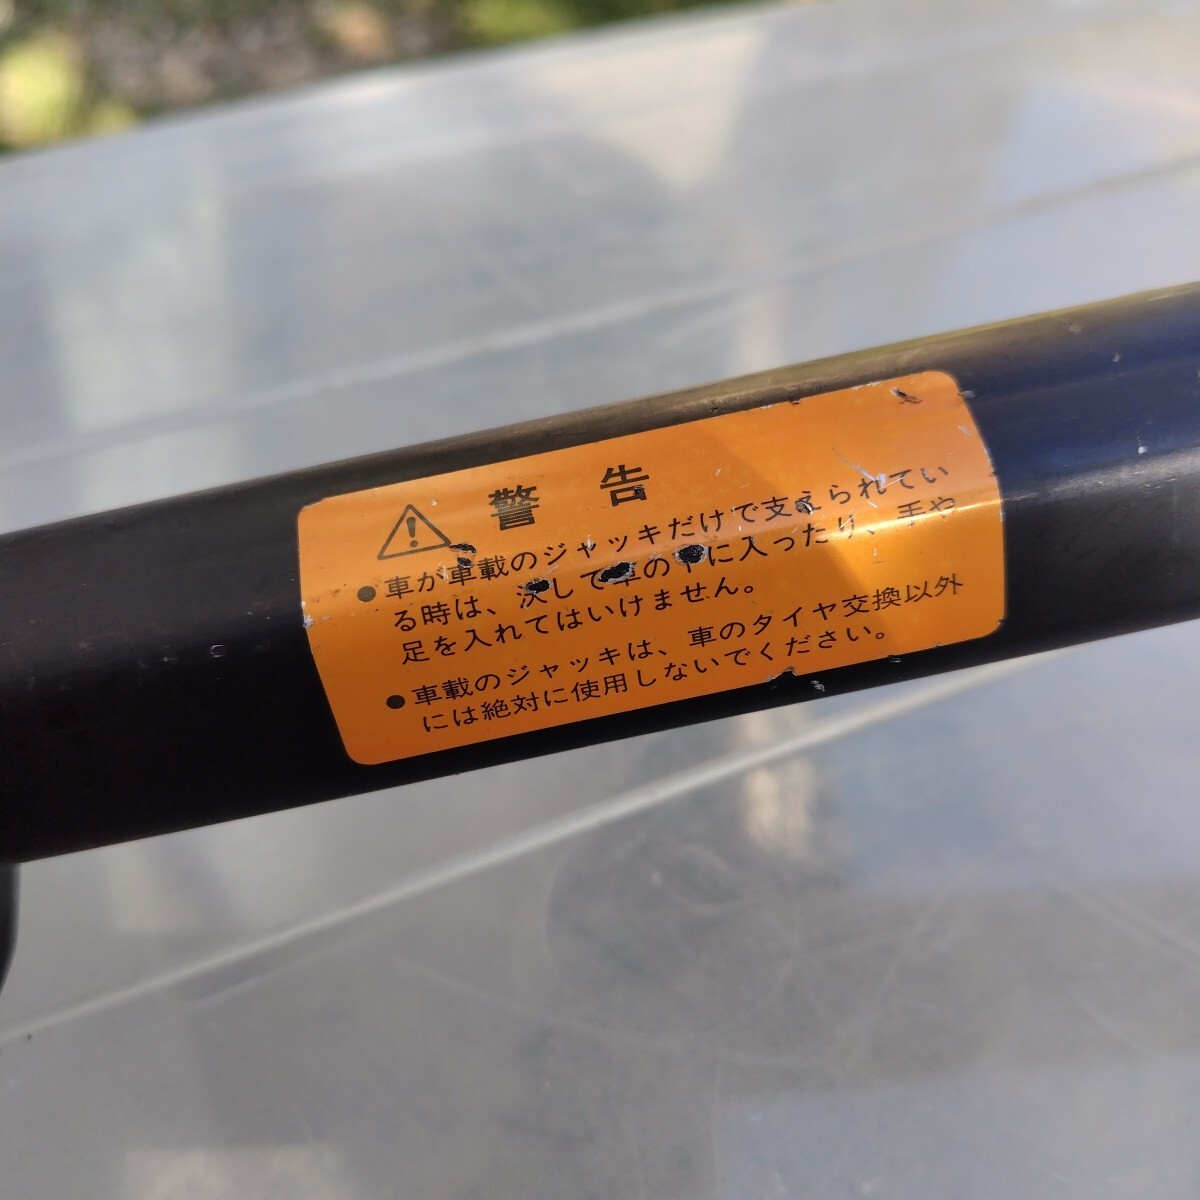 警告
●車が車載のジャッキだけで支えられてい
る時は、決して車の下に入ったり、手や
足を入れてはいけません。
●車載のジャッキは、車のタイヤ交換以外
には絶対に使用しないでください。